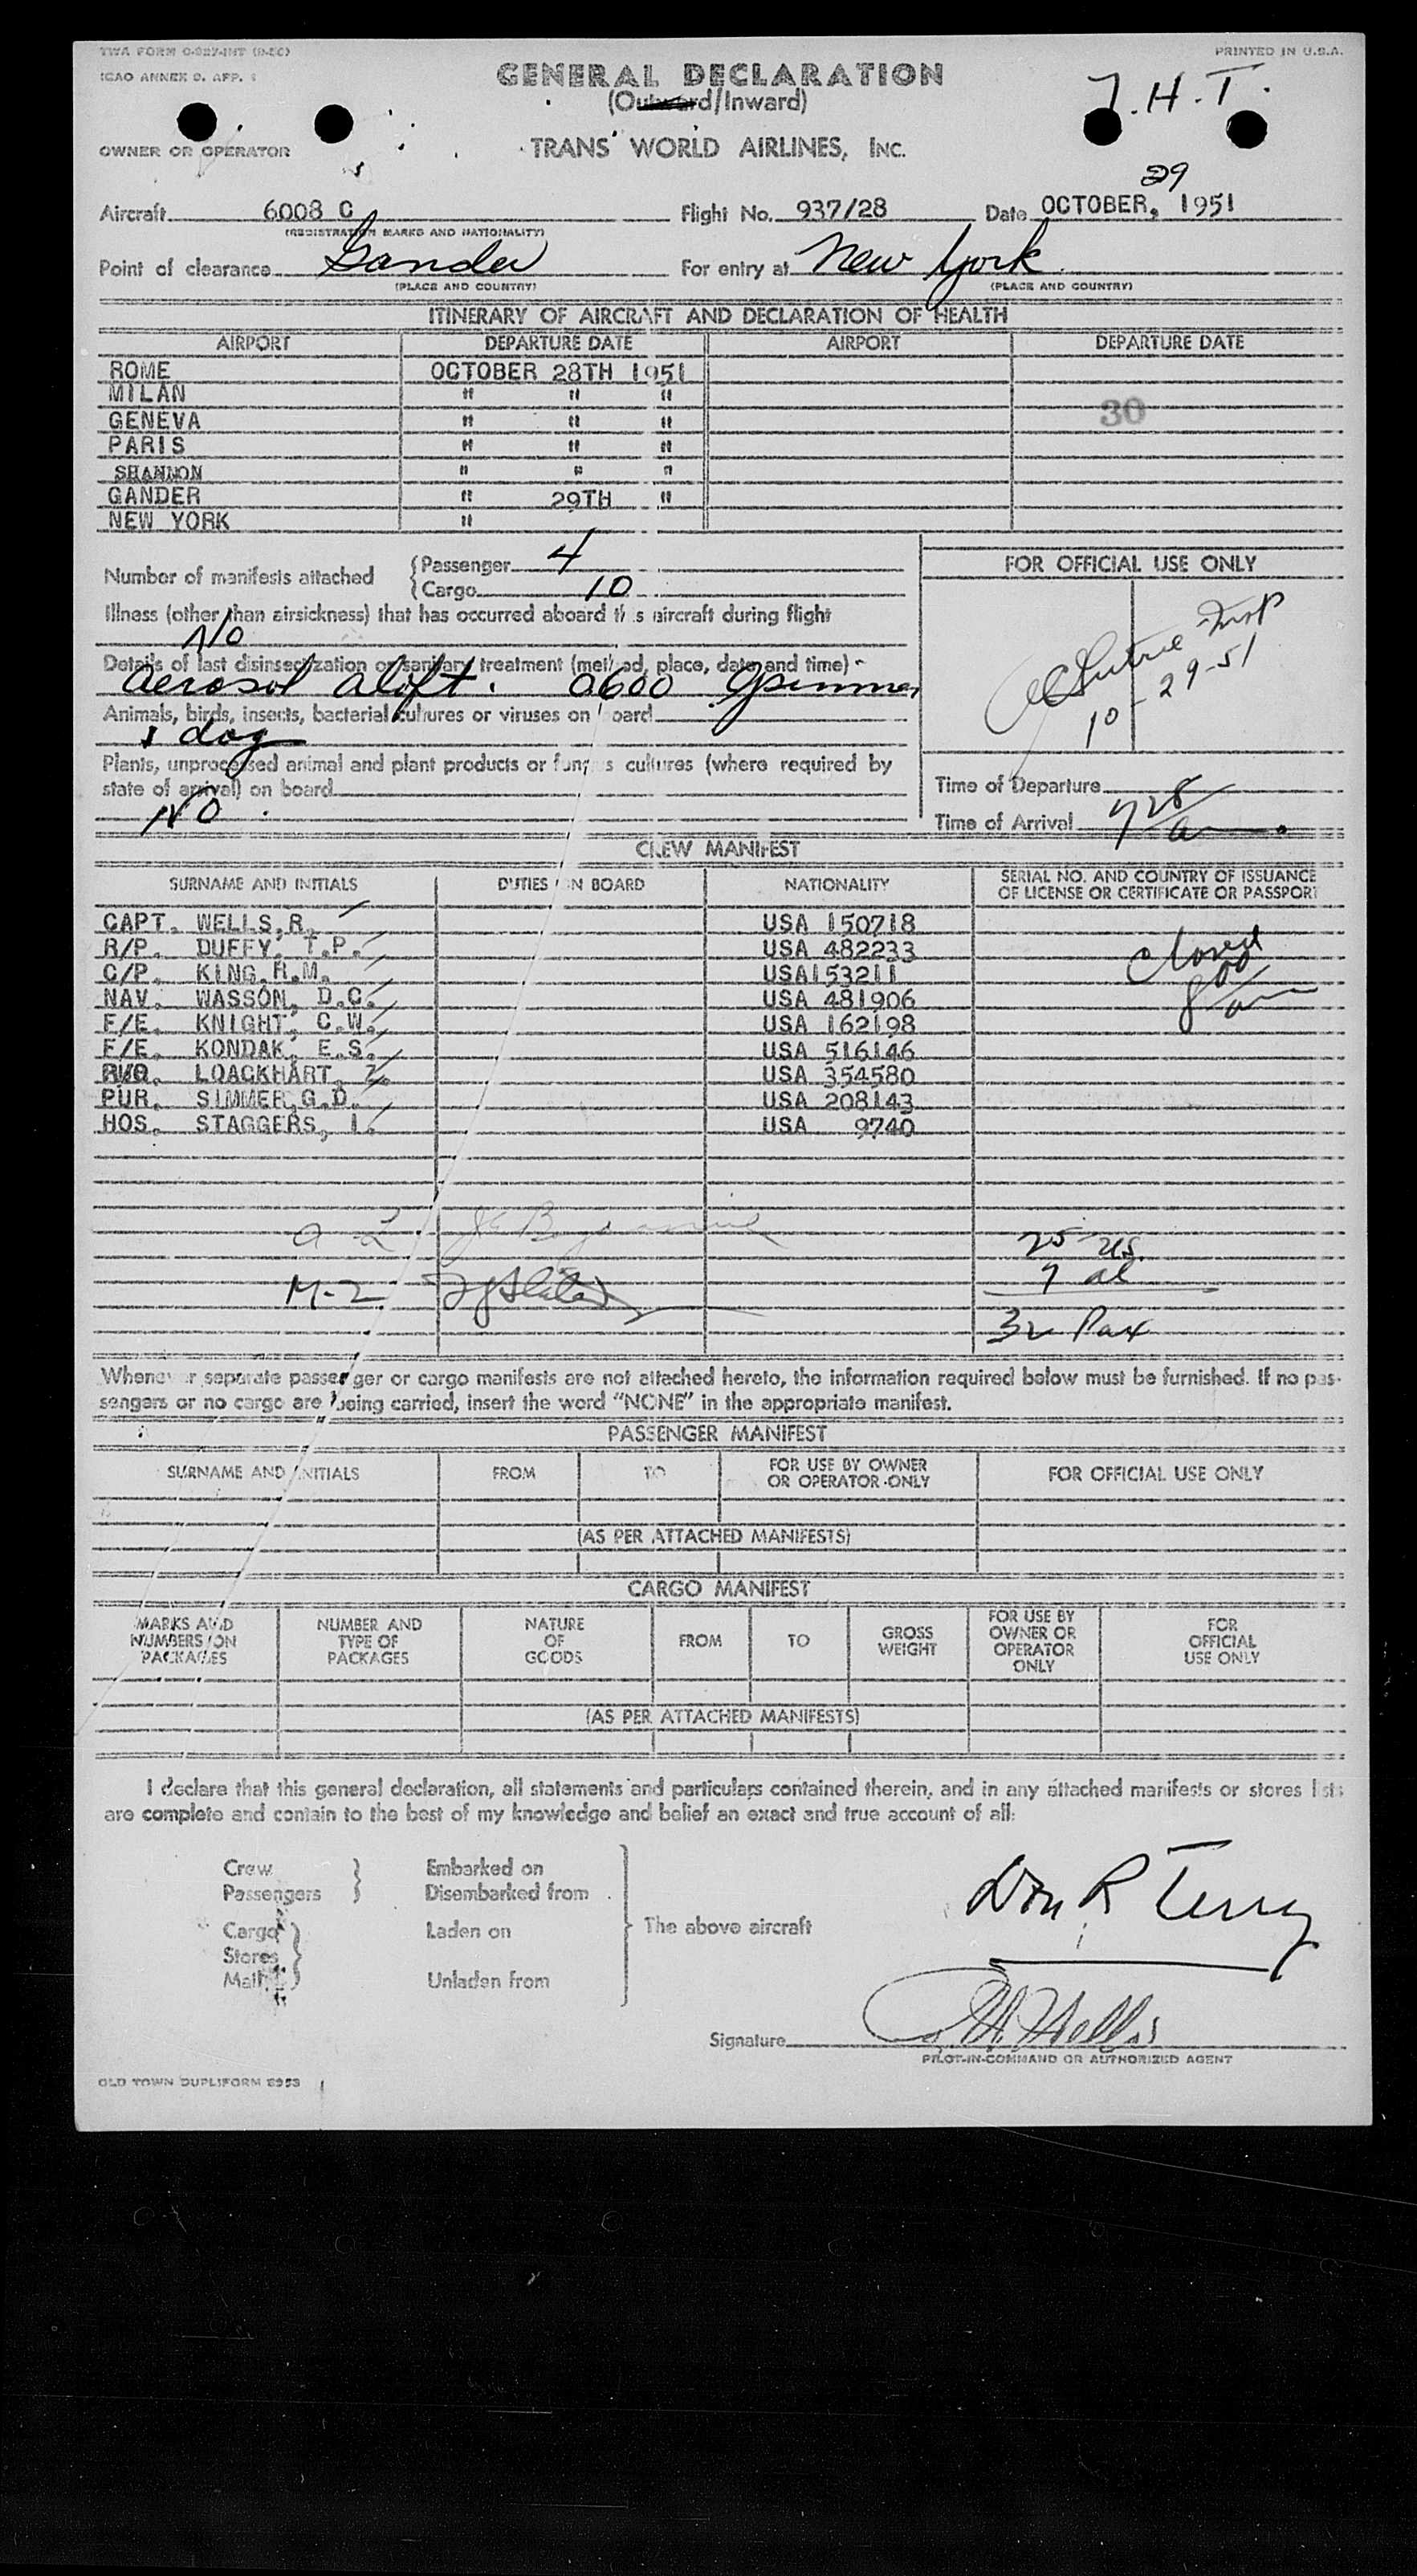 TWA FORM O-827-INT (D-EC)
PRINTED IN U.S.A.
ICAO ANNEX 9. APP. 1
GENERAL DECLARATION
(Outward/Inward)
T.H.T.
OWNER OR OPERATOR
TRANS WORLD AIRLINES, INC.
29
Aircraft 6008 C Flight No. 937/28 Date OCTOBER, 1951
(REGISTRATION MARKS AND NATIONALITY)
Point of clearance Gander For entry at New York
(PLACE AND COUNTRY) (PLACE AND COUNTRY)
ITINERARY OF AIRCRAFT AND DECLARATION OF HEALTH
AIRPORT DEPARTURE DATE AIRPORT DEPARTURE DATE
ROME OCTOBER 28TH 1951
MILAN " " "
GENEVA " " " 30
PARIS " " "
SHANNON " " "
GANDER " 29TH "
NEW YORK "
Number of manifests attached { Passenger 4
{ Cargo 10
FOR OFFICIAL USE ONLY
Illness (other than airsickness) that has occurred aboard this aircraft during flight
No
Details of last disinsectization or sanitary treatment (method, place, date and time)
Aerosol aloft. 0600 GSimmer
10-29-51
Animals, birds, insects, bacterial cultures or viruses on board
1 dog
Plants, unprocessed animal and plant products or fungus cultures (where required by
state of arrival) on board
NO.
Time of Departure
Time of Arrival 7 28 am
CREW MANIFEST
SURNAME AND INITIALS DUTIES ON BOARD NATIONALITY SERIAL NO. AND COUNTRY OF ISSUANCE
OF LICENSE OR CERTIFICATE OR PASSPORT
CAPT. WELLS,R. USA 150718
R/P. DUFFY, T.P. USA 482233
C/P. KING,R.M. USA153211
NAV. WASSON, D.C. USA 481906
F/E. KNIGHT, C.W. USA 162198
F/E. KONDAK, E.S. USA 516146
LOACKHART, Z. USA 354580
PUR. SIMMER,G.D. USA 208143
HOS. STAGGERS, I. USA 9740
closed
8 00 am
25 US.
7 al
M-2
32 Pax
Whenever separate passenger or cargo manifests are not attached hereto, the information required below must be furnished. If no pas-
sengers or no cargo are being carried, insert the word "NONE" in the appropriate manifest.
PASSENGER MANIFEST
SURNAME AND INITIALS FROM TO FOR USE BY OWNER
OR OPERATOR ONLY FOR OFFICIAL USE ONLY
(AS PER ATTACHED MANIFESTS)
CARGO MANIFEST
MARKS AND
NUMBERS ON
PACKAGES NUMBER AND
TYPE OF
PACKAGES NATURE
OF
GOODS FROM TO GROSS
WEIGHT FOR USE BY
OWNER OR
OPERATOR
ONLY FOR
OFFICIAL
USE ONLY
(AS PER ATTACHED MANIFESTS)
I declare that this general declaration, all statements and particulars contained therein, and in any attached manifests or stores lists
are complete and contain to the best of my knowledge and belief an exact and true account of all:
Crew Embarked on
Passengers } Disembarked from
Cargo Laden on } The above aircraft
Stores }
Mail Unladen from
Don R Terry
Signature
PILOT-IN-COMMAND OR AUTHORIZED AGENT
OLD TOWN DUPLIFORM 8953